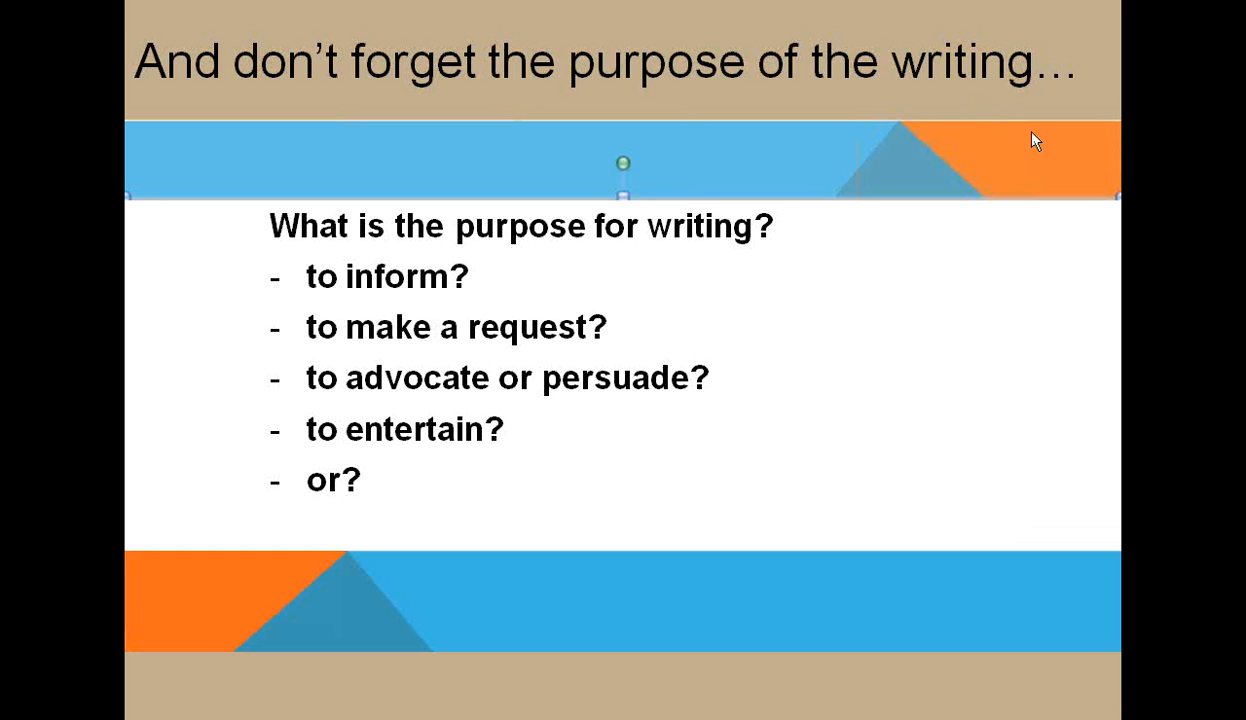 And don’t forget the purpose of the writing…
What is the purpose for writing?
- to inform?
- to make a request?
- to advocate or persuade?
- to entertain?
- or?